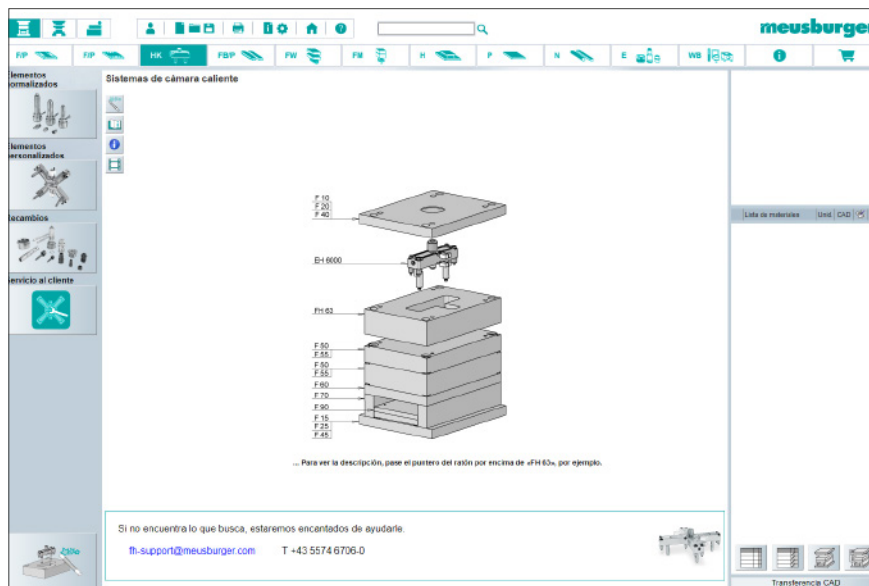 meusburger
F/P
F/P
HK
FB/P
FW
FM
H
P
N
E
WB
Elementos
normalizados
Elementos
personalizados
Recambios
Servicio al cliente
Sistemas de cámara caliente
F 10
F 20
F 40
EH 6000
FH 63
F 50
F 55
F 50
F 55
F 60
F 70
F 90
F 15
F 25
F 45
... Para ver la descripción, pase el puntero del ratón por encima de «FH 63», por ejemplo.
Si no encuentra lo que busca, estaremos encantados de ayudarle.
fh-support@meusburger.com T +43 5574 6706-0
Lista de materiales Unid. CAD
Transferencia CAD